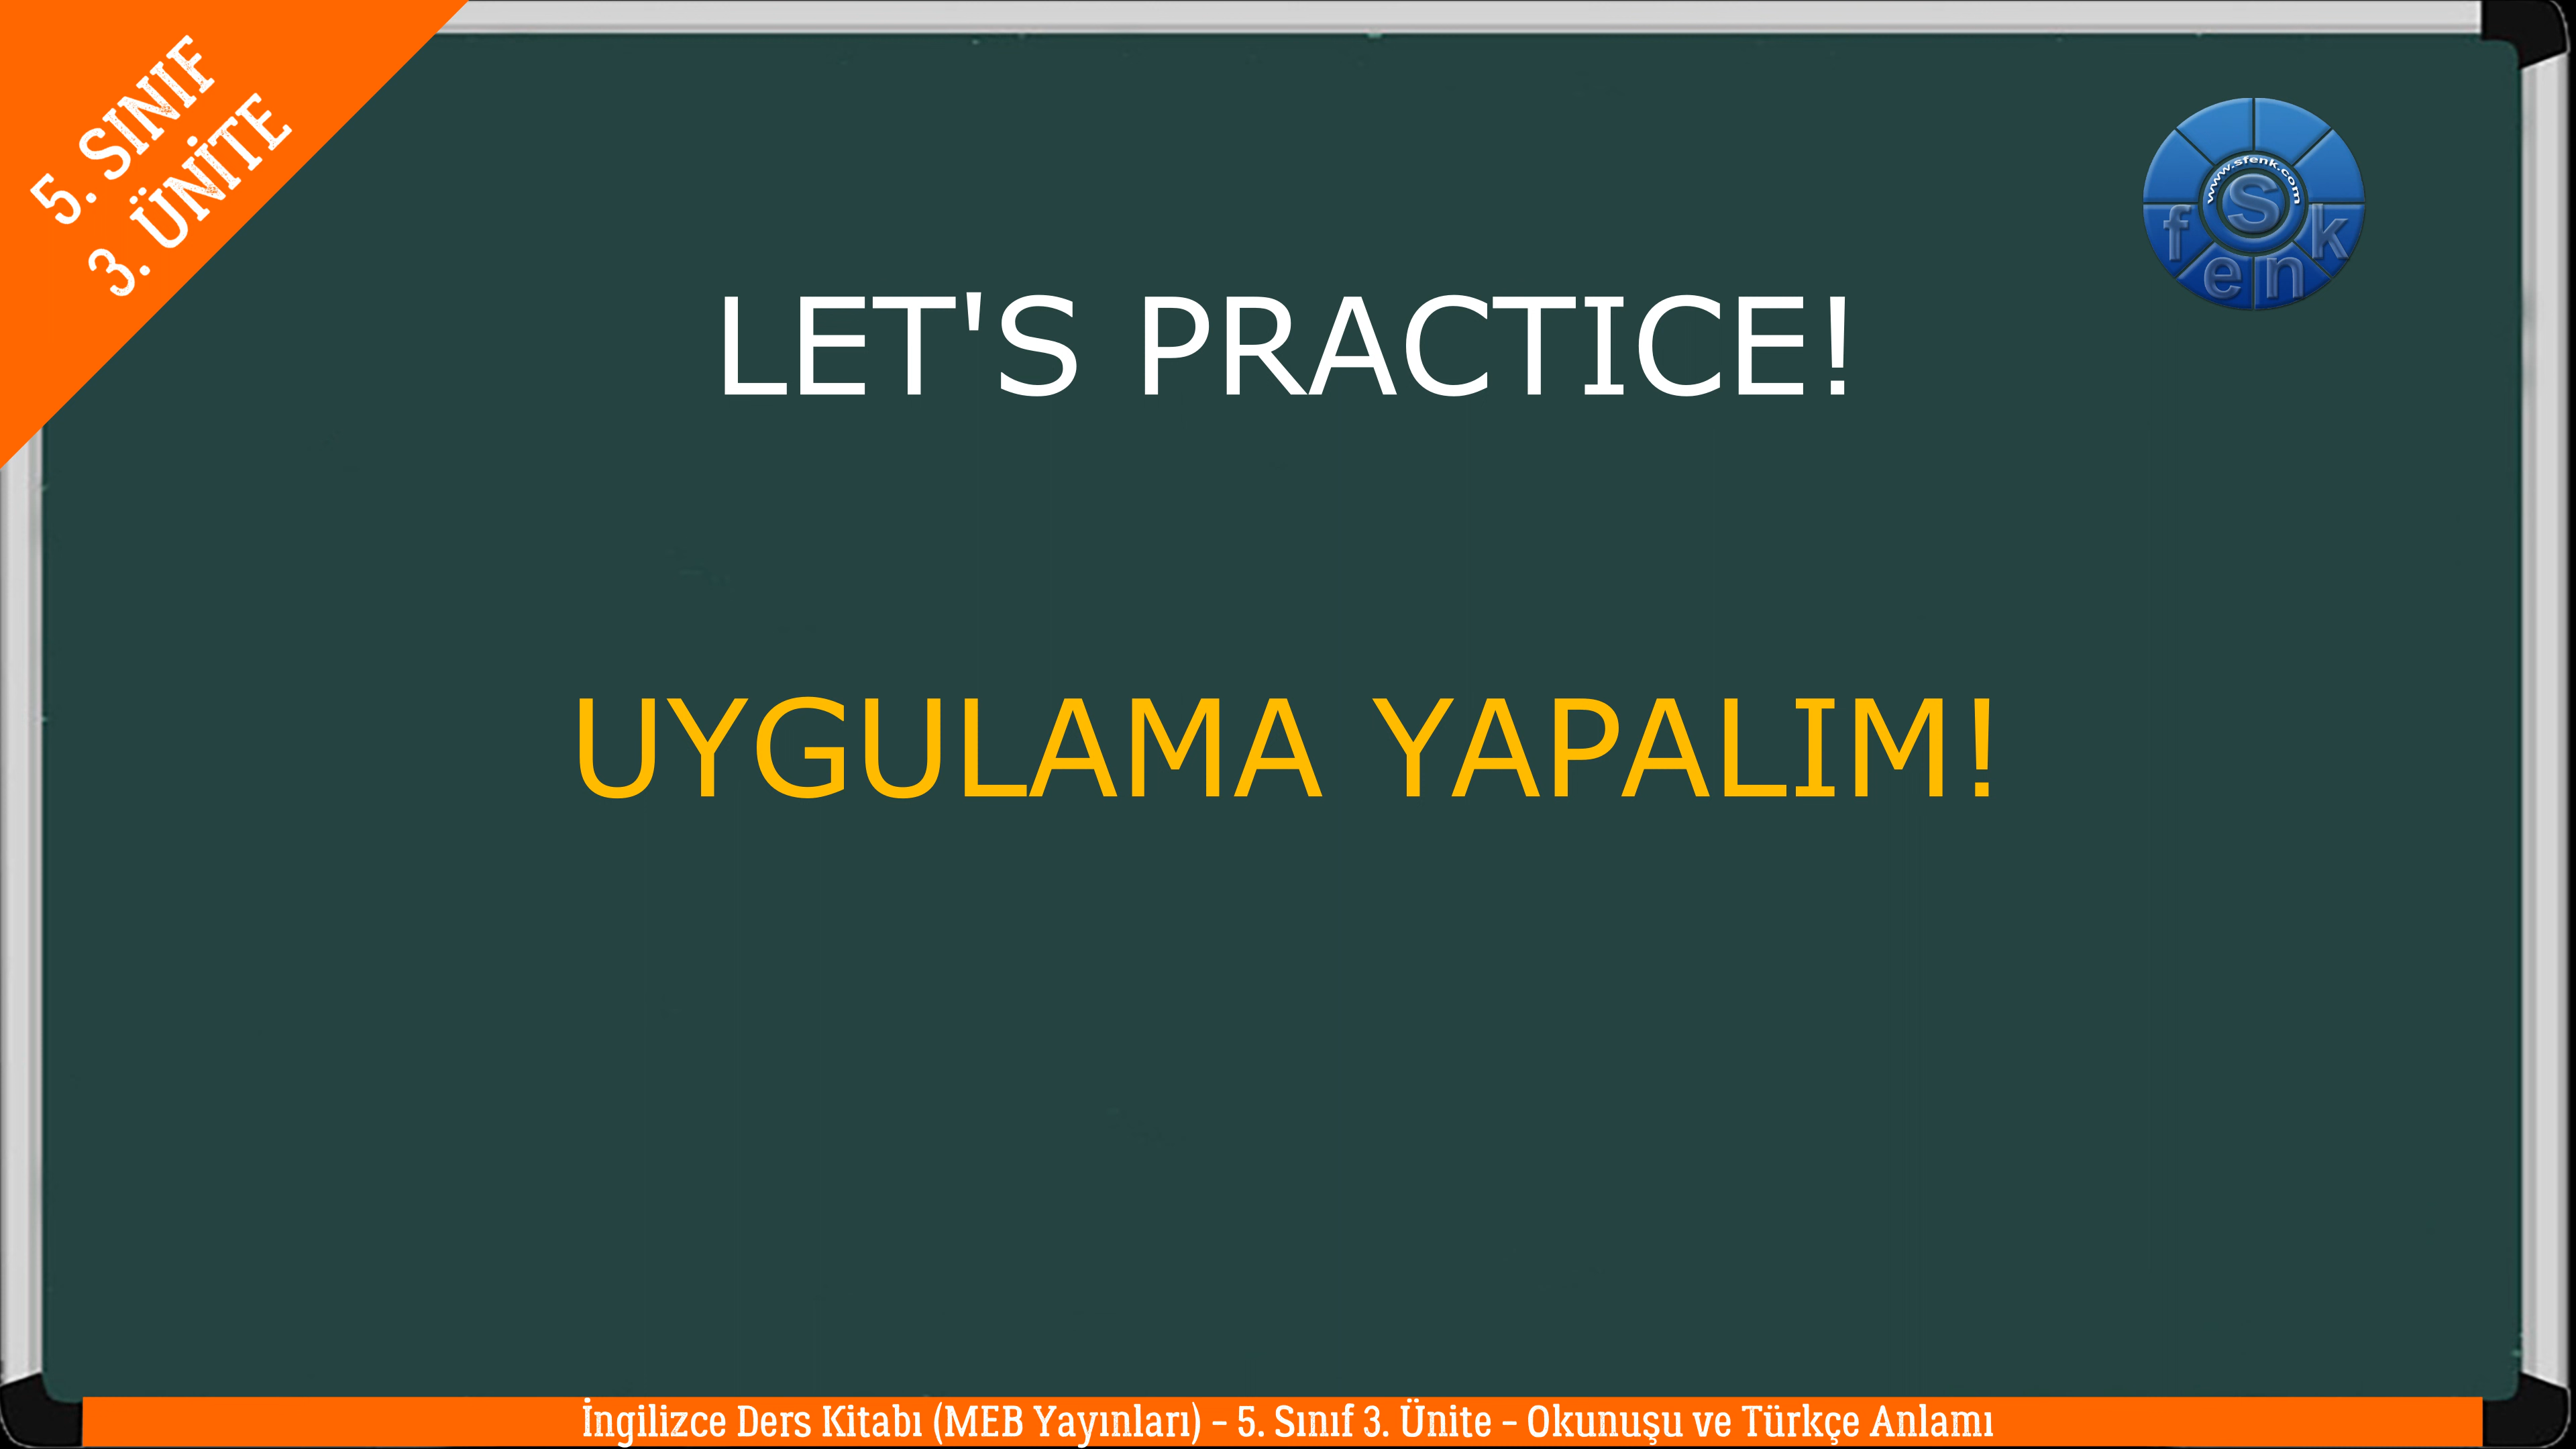 5. SINIF
3. ÜNİTE
www.sfenk.com
S
f e n k
LET'S PRACTICE!
UYGULAMA YAPALIM!
İngilizce Ders Kitabı (MEB Yayınları) – 5. Sınıf 3. Ünite – Okunuşu ve Türkçe Anlamı